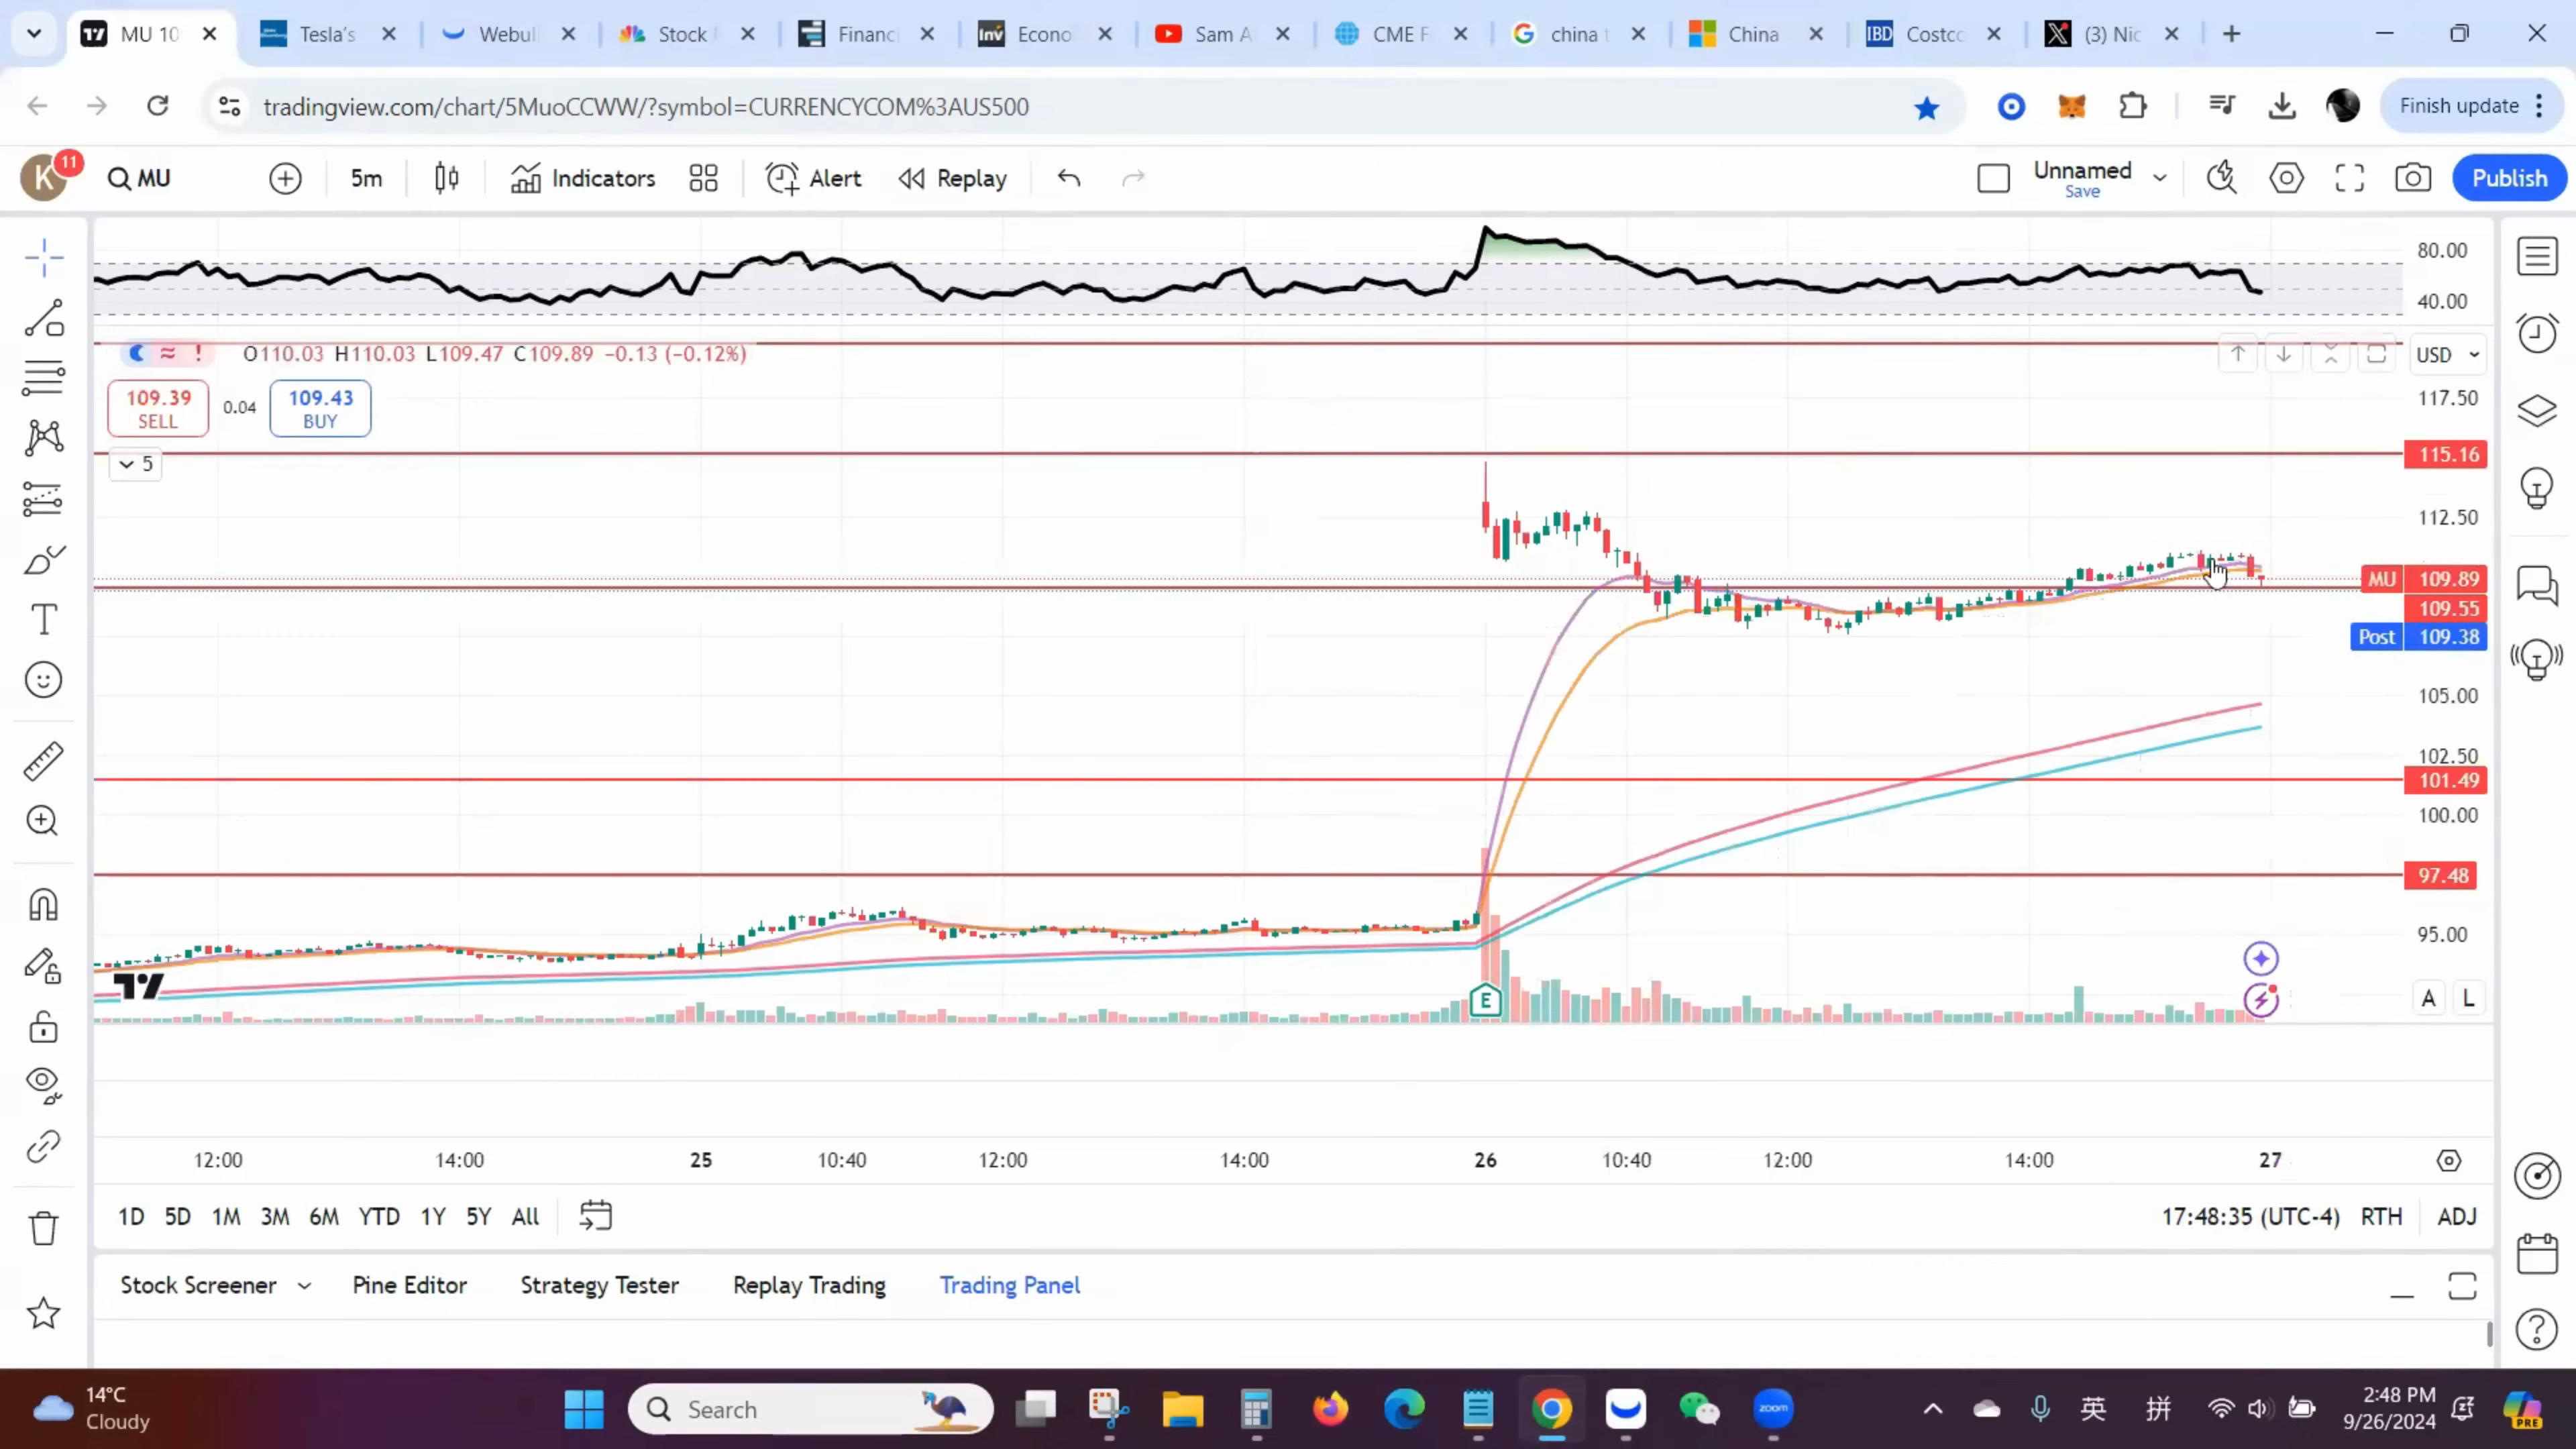 MU 10
Tesla's
Webull
Stock
Financ
Inv Econo
Sam A
CME F
china t
China
IBD Costco
(3) Nic
tradingview.com/chart/5MuoCCWW/?symbol=CURRENCYCOM%3AUS500
Finish update
K 11 MU 5m Indicators Alert Replay Unnamed Save Publish
80.00
40.00
O110.03 H110.03 L109.47 C109.89 −0.13 (−0.12%)
USD
109.39 SELL 0.04 109.43 BUY
5
117.50
115.16
112.50
MU 109.89
109.55
Post 109.38
105.00
102.50
101.49
100.00
97.48
95.00
E
A L
12:00 14:00 25 10:40 12:00 14:00 26 10:40 12:00 14:00 27
1D 5D 1M 3M 6M YTD 1Y 5Y All 17:48:35 (UTC-4) RTH ADJ
Stock Screener Pine Editor Strategy Tester Replay Trading Trading Panel
14°C
Cloudy
Search
zoom
英
拼
2:48 PM
9/26/2024
PRE